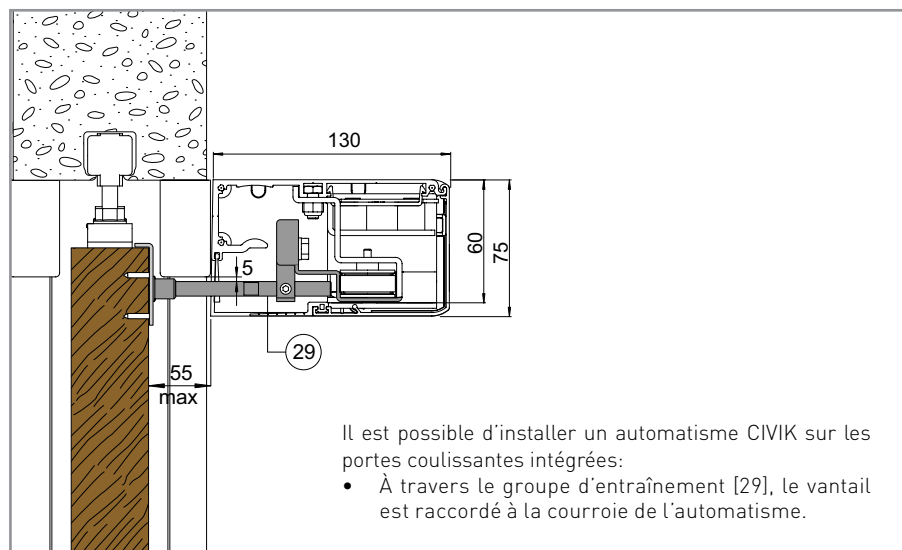 130
60
75
5
29
55
max
Il est possible d'installer un automatisme CIVIK sur les
portes coulissantes intégrées:
• À travers le groupe d'entraînement [29], le vantail
est raccordé à la courroie de l'automatisme.